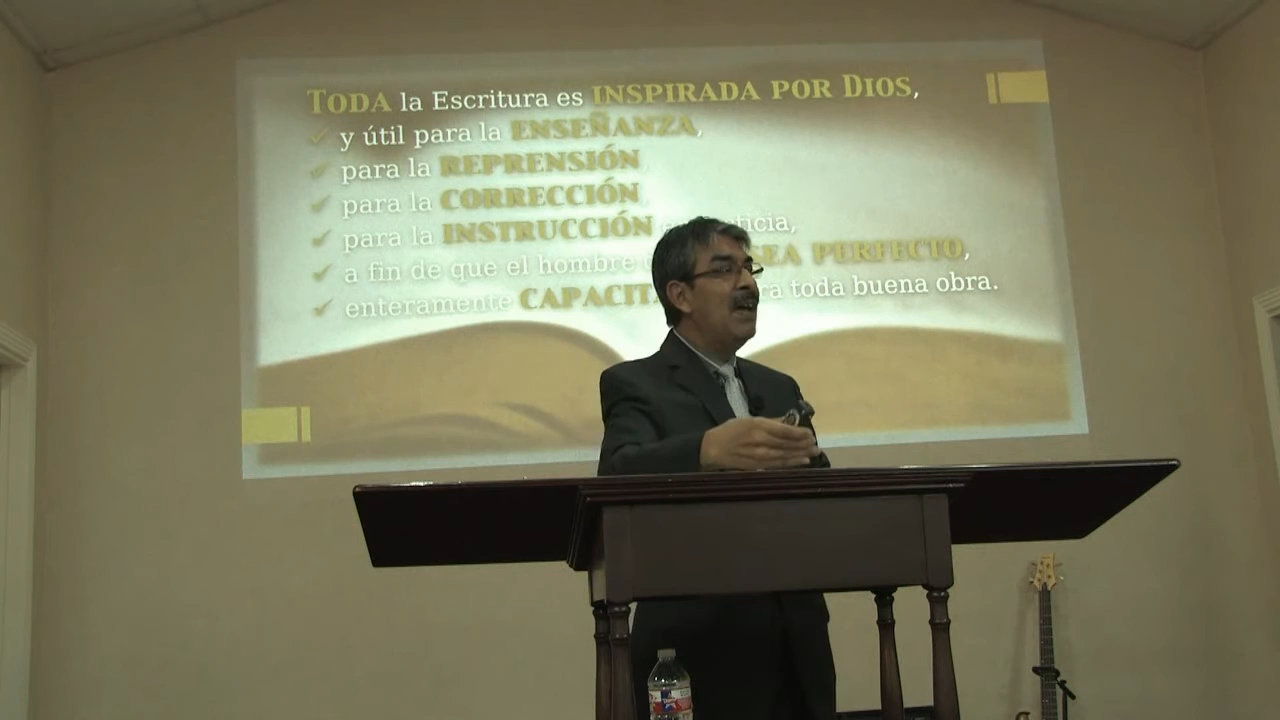 TODA la Escritura es INSPIRADA POR DIOS,
y útil para la ENSEÑANZA,
para la REPRENSIÓN
para la CORRECCIÓN
para la INSTRUCCIÓN
a fin de que el hombre SEA PERFECTO,
enteramente toda buena obra.